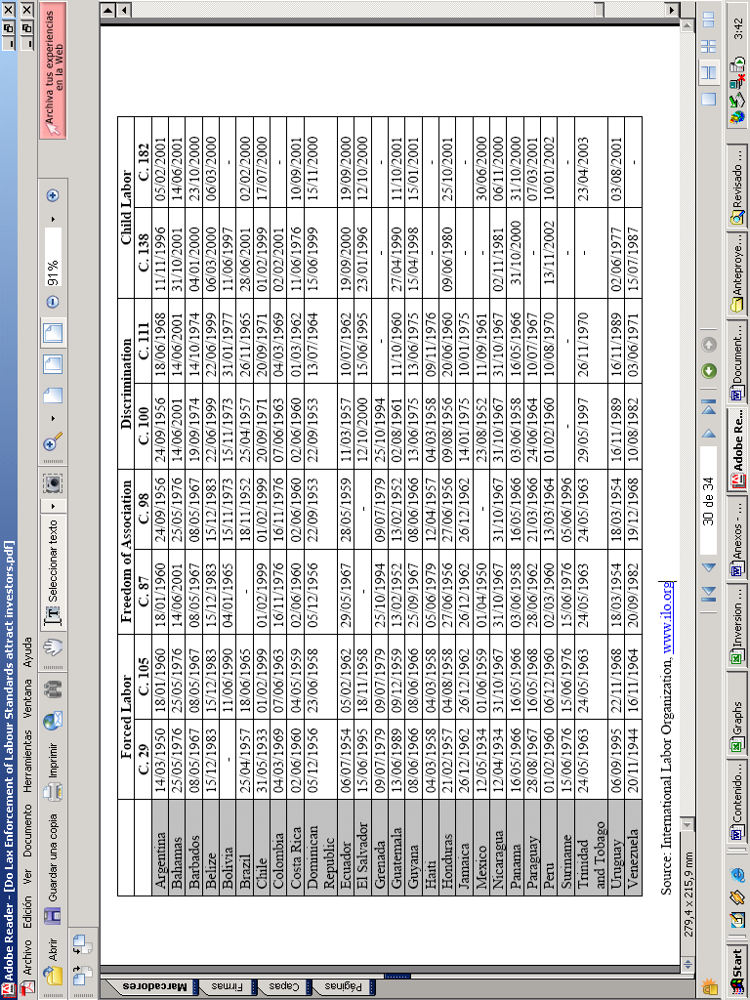 Adobe Reader - [Do Lax Enforcement of Labour Standards attract investors.pdf]
Archivo Edición Ver Documento Herramientas Ventana Ayuda
Abrir Guardar una copia Imprimir Seleccionar texto 91% Archiva tus experiencias
en la Web
Marcadores
Firmas
Capas
Páginas
Forced Labor Freedom of Association Discrimination Child Labor
C. 29 C. 105 C. 87 C. 98 C. 100 C. 111 C. 138 C. 182
Argentina 14/03/1950 18/01/1960 18/01/1960 24/09/1956 24/09/1956 18/06/1968 11/11/1996 05/02/2001
Bahamas 25/05/1976 25/05/1976 14/06/2001 25/05/1976 14/06/2001 14/06/2001 31/10/2001 14/06/2001
Barbados 08/05/1967 08/05/1967 08/05/1967 08/05/1967 19/09/1974 14/10/1974 04/01/2000 23/10/2000
Belize 15/12/1983 15/12/1983 15/12/1983 15/12/1983 22/06/1999 22/06/1999 06/03/2000 06/03/2000
Bolivia - 11/06/1990 04/01/1965 15/11/1973 15/11/1973 31/01/1977 11/06/1997 -
Brazil 25/04/1957 18/06/1965 - 18/11/1952 25/04/1957 26/11/1965 28/06/2001 02/02/2000
Chile 31/05/1933 01/02/1999 01/02/1999 01/02/1999 20/09/1971 20/09/1971 01/02/1999 17/07/2000
Colombia 04/03/1969 07/06/1963 16/11/1976 16/11/1976 07/06/1963 04/03/1969 02/02/2001 -
Costa Rica 02/06/1960 04/05/1959 02/06/1960 02/06/1960 02/06/1960 01/03/1962 11/06/1976 10/09/2001
Dominican 05/12/1956 23/06/1958 05/12/1956 22/09/1953 22/09/1953 13/07/1964 15/06/1999 15/11/2000
Republic
Ecuador 06/07/1954 05/02/1962 29/05/1967 28/05/1959 11/03/1957 10/07/1962 19/09/2000 19/09/2000
El Salvador 15/06/1995 18/11/1958 - - 12/10/2000 15/06/1995 23/01/1996 12/10/2000
Grenada 09/07/1979 09/07/1979 25/10/1994 09/07/1979 25/10/1994 - - -
Guatemala 13/06/1989 09/12/1959 13/02/1952 13/02/1952 02/08/1961 11/10/1960 27/04/1990 11/10/2001
Guyana 08/06/1966 08/06/1966 25/09/1967 08/06/1966 13/06/1975 13/06/1975 15/04/1998 15/01/2001
Haiti 04/03/1958 04/03/1958 05/06/1979 12/04/1957 04/03/1958 09/11/1976 - -
Honduras 21/02/1957 04/08/1958 27/06/1956 27/06/1956 09/08/1956 20/06/1960 09/06/1980 25/10/2001
Jamaica 26/12/1962 26/12/1962 26/12/1962 26/12/1962 14/01/1975 10/01/1975 - -
Mexico 12/05/1934 01/06/1959 01/04/1950 - 23/08/1952 11/09/1961 - 30/06/2000
Nicaragua 12/04/1934 31/10/1967 31/10/1967 31/10/1967 31/10/1967 31/10/1967 02/11/1981 06/11/2000
Panama 16/05/1966 16/05/1966 03/06/1958 16/05/1966 03/06/1958 16/05/1966 31/10/2000 31/10/2000
Paraguay 28/08/1967 16/05/1968 28/06/1962 21/03/1966 24/06/1964 10/07/1967 - 07/03/2001
Peru 01/02/1960 06/12/1960 02/03/1960 13/03/1964 01/02/1960 10/08/1970 13/11/2002 10/01/2002
Suriname 15/06/1976 15/06/1976 15/06/1976 05/06/1996 - - - -
Trinidad 24/05/1963 24/05/1963 24/05/1963 24/05/1963 29/05/1997 26/11/1970 - 23/04/2003
and Tobago
Uruguay 06/09/1995 22/11/1968 18/03/1954 18/03/1954 16/11/1989 16/11/1989 02/06/1977 03/08/2001
Venezuela 20/11/1944 16/11/1964 20/09/1982 19/12/1968 10/08/1982 03/06/1971 15/07/1987 -
Source: International Labor Organization, www.ilo.org
279,4 x 215,9 mm
30 de 34
Start Contenido... Graphs Inversion ... Anexos - ... Adobe Re... Document... Anteproye... Revisado ... 3:42